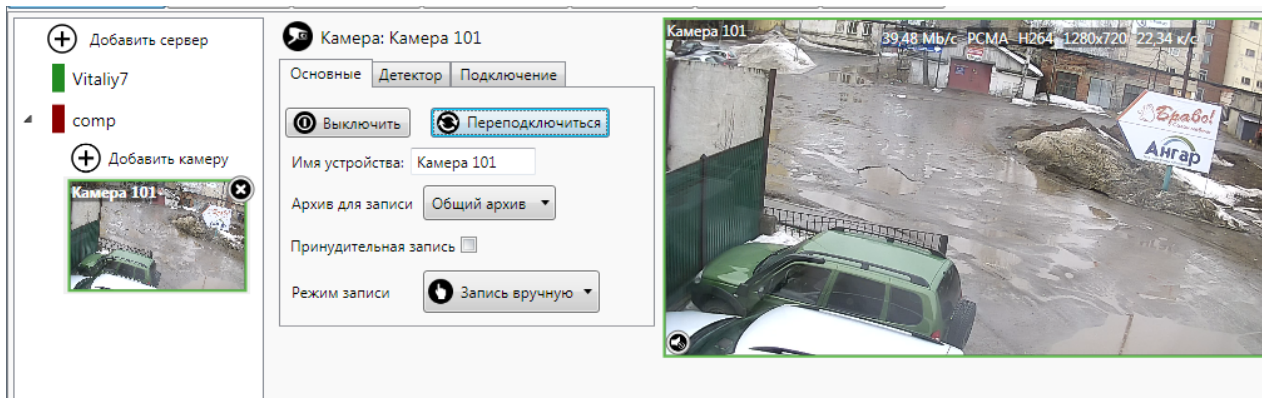 Добавить сервер
Vitaliy7
comp
Добавить камеру
Камера 101
Камера: Камера 101
Основные
Детектор
Подключение
Выключить
Переподключиться
Имя устройства:
Камера 101
Архив для записи
Общий архив
Принудительная запись
Режим записи
Запись вручную
Камера 101
39,48 Mb/c PCMA H264 1280x720 22,34 к/с
Браво!
Ангар